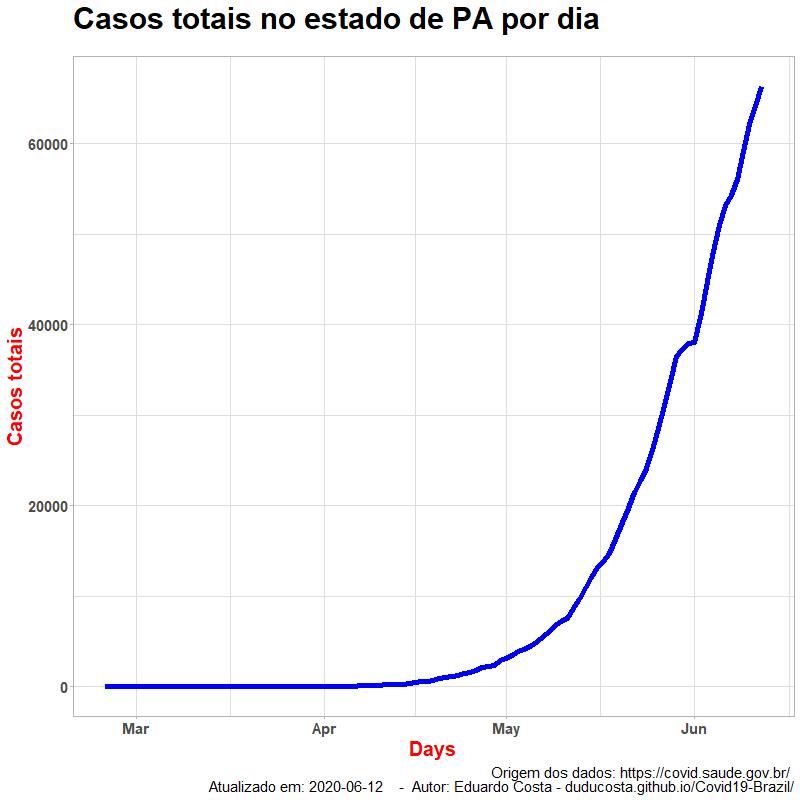 Casos totais no estado de PA por dia
Casos totais
60000
40000
20000
0
Mar Apr May Jun
Days
Origem dos dados: https://covid.saude.gov.br/
Atualizado em: 2020-06-12 - Autor: Eduardo Costa - duducosta.github.io/Covid19-Brazil/